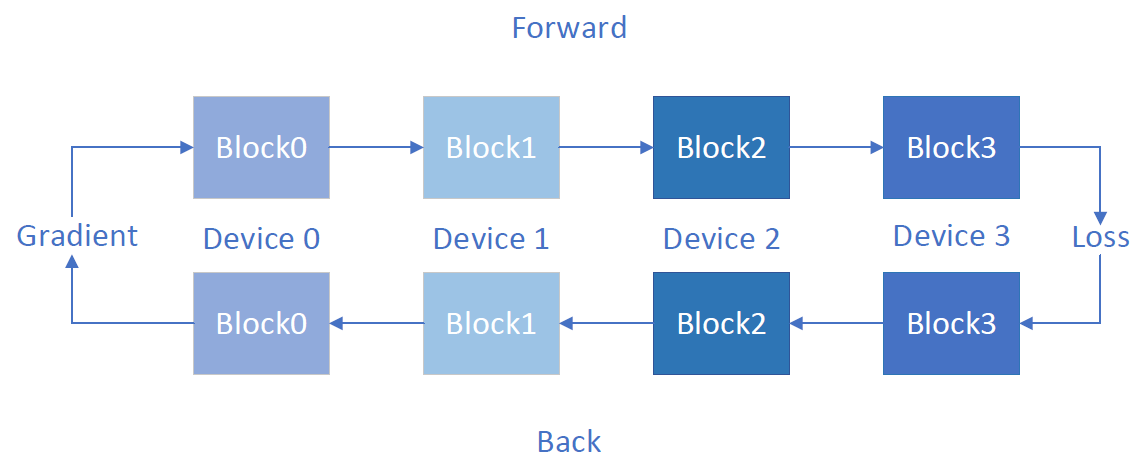 Forward
Block0 Block1 Block2 Block3
Gradient Device 0 Device 1 Device 2 Device 3 Loss
Block0 Block1 Block2 Block3
Back